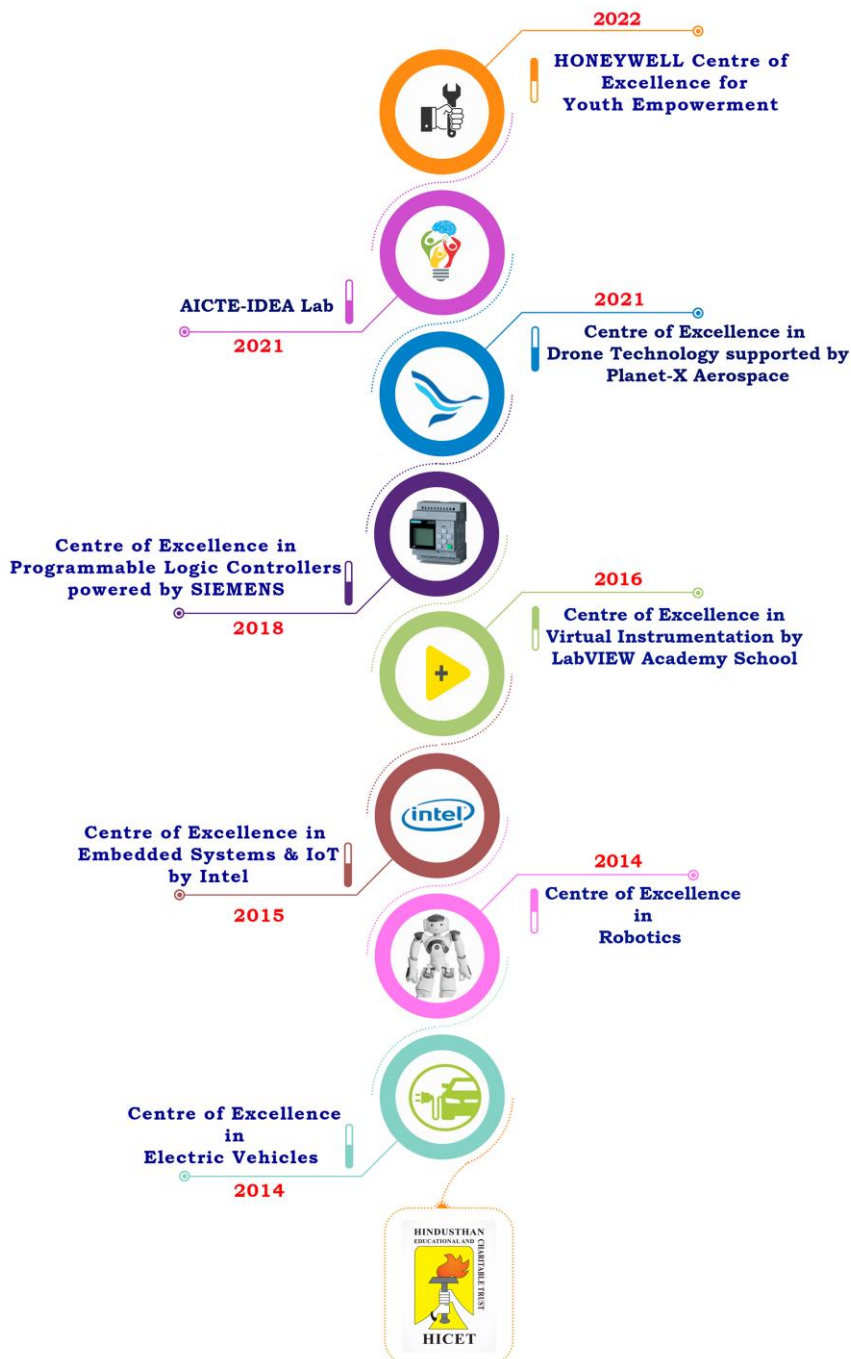 2022
HONEYWELL Centre of
Excellence for
Youth Empowerment
AICTE-IDEA Lab
2021
2021
Centre of Excellence in
Drone Technology supported by
Planet-X Aerospace
Centre of Excellence in
Programmable Logic Controllers
powered by SIEMENS
2018
2016
Centre of Excellence in
Virtual Instrumentation by
LabVIEW Academy School
intel
Centre of Excellence in
Embedded Systems & IoT
by Intel
2015
2014
Centre of Excellence
in
Robotics
Centre of Excellence
in
Electric Vehicles
2014
HINDUSTHAN
EDUCATIONAL AND
CHARITABLE TRUST
HICET